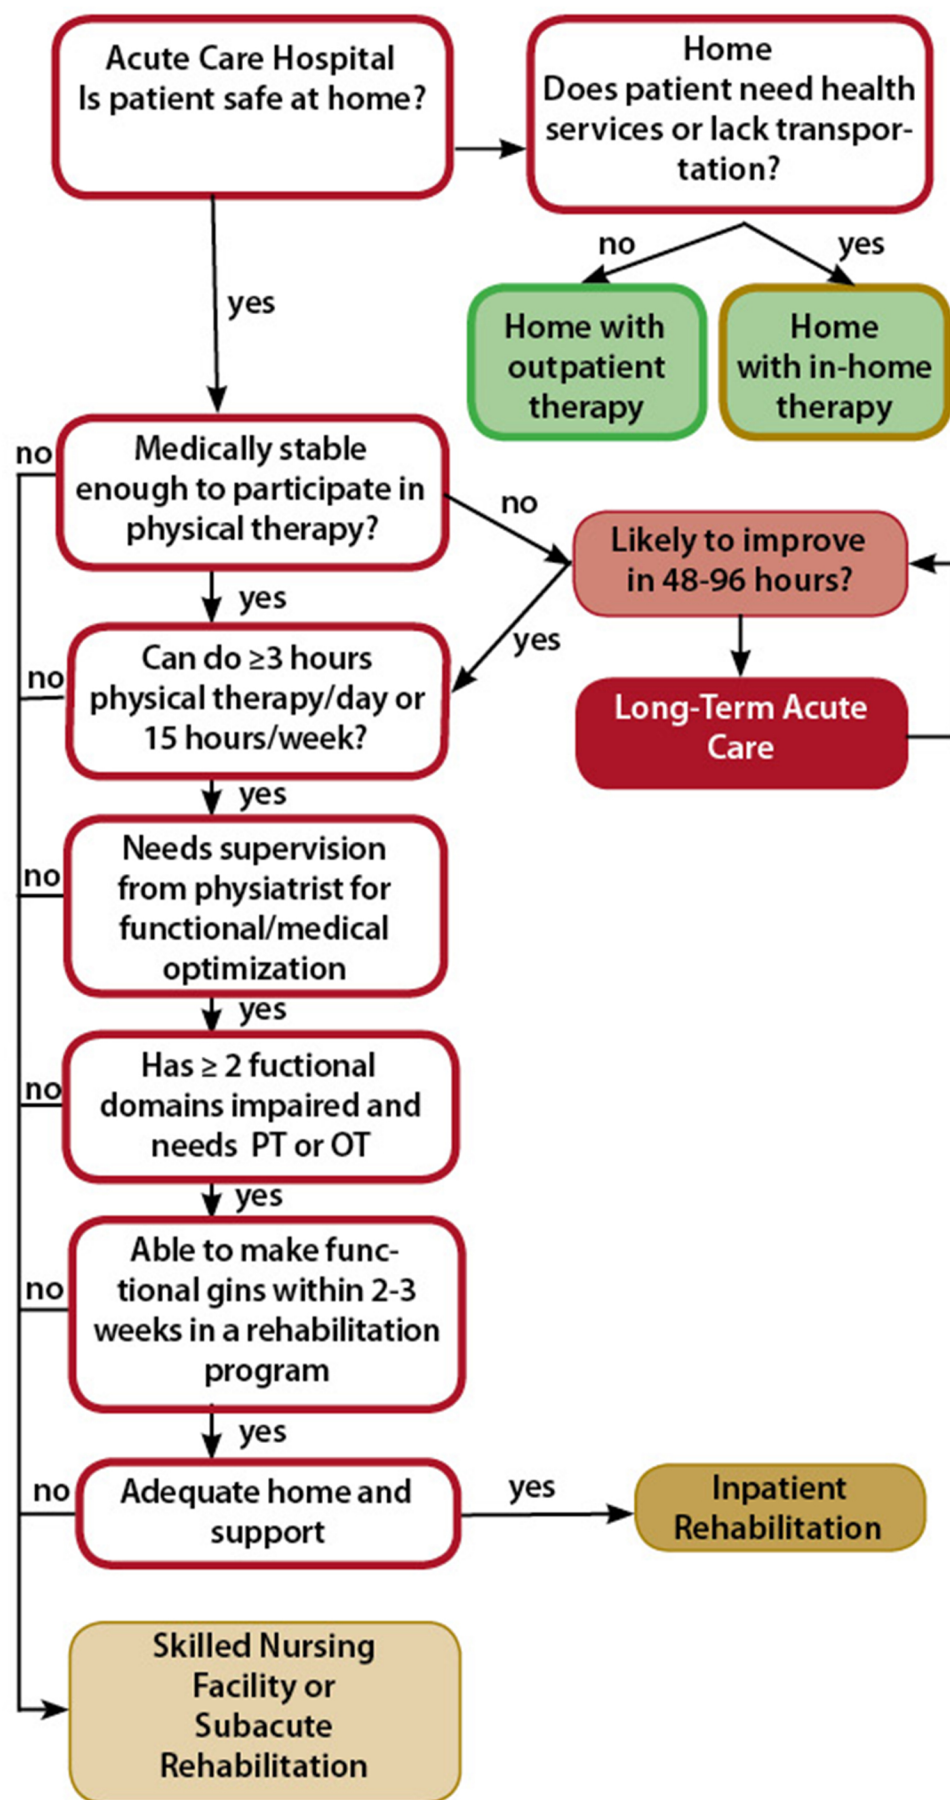 Acute Care Hospital
Is patient safe at home?
Home
Does patient need health
services or lack transpor-
tation?
no
yes
yes
Home with
outpatient
therapy
Home
with in-home
therapy
no
Medically stable
enough to participate in
physical therapy?
no
Likely to improve
in 48-96 hours?
yes
yes
no
Can do ≥3 hours
physical therapy/day or
15 hours/week?
Long-Term Acute
Care
yes
no
Needs supervision
from physiatrist for
functional/medical
optimization
yes
no
Has ≥ 2 fuctional
domains impaired and
needs PT or OT
yes
no
Able to make func-
tional gins within 2-3
weeks in a rehabilitation
program
yes
no
Adequate home and
support
yes
Inpatient
Rehabilitation
Skilled Nursing
Facility or
Subacute
Rehabilitation